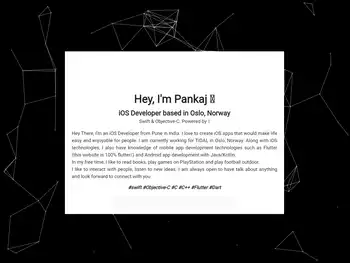 Hey, I'm Pankaj
iOS Developer based in Oslo, Norway
Swift & Objective-C. Powered by
Hey There, I'm an iOS Developer from Pune in India. I love to create iOS apps that would make life
easy and enjoyable for people. I am currently working for TIDAL in Oslo, Norway. Along with iOS
technologies, I also have knowledge of mobile app development technologies such as Flutter
(this website is 100% flutter!) and Android app development with Java/Kotlin.
In my free time, I like to read books, play games on PlayStation and play football outdoor.
I like to interact with people, listen to new ideas. I am always open to have talk about anything
and look forward to connect with you.
#swift #Objective-C #C #C++ #Flutter #Dart